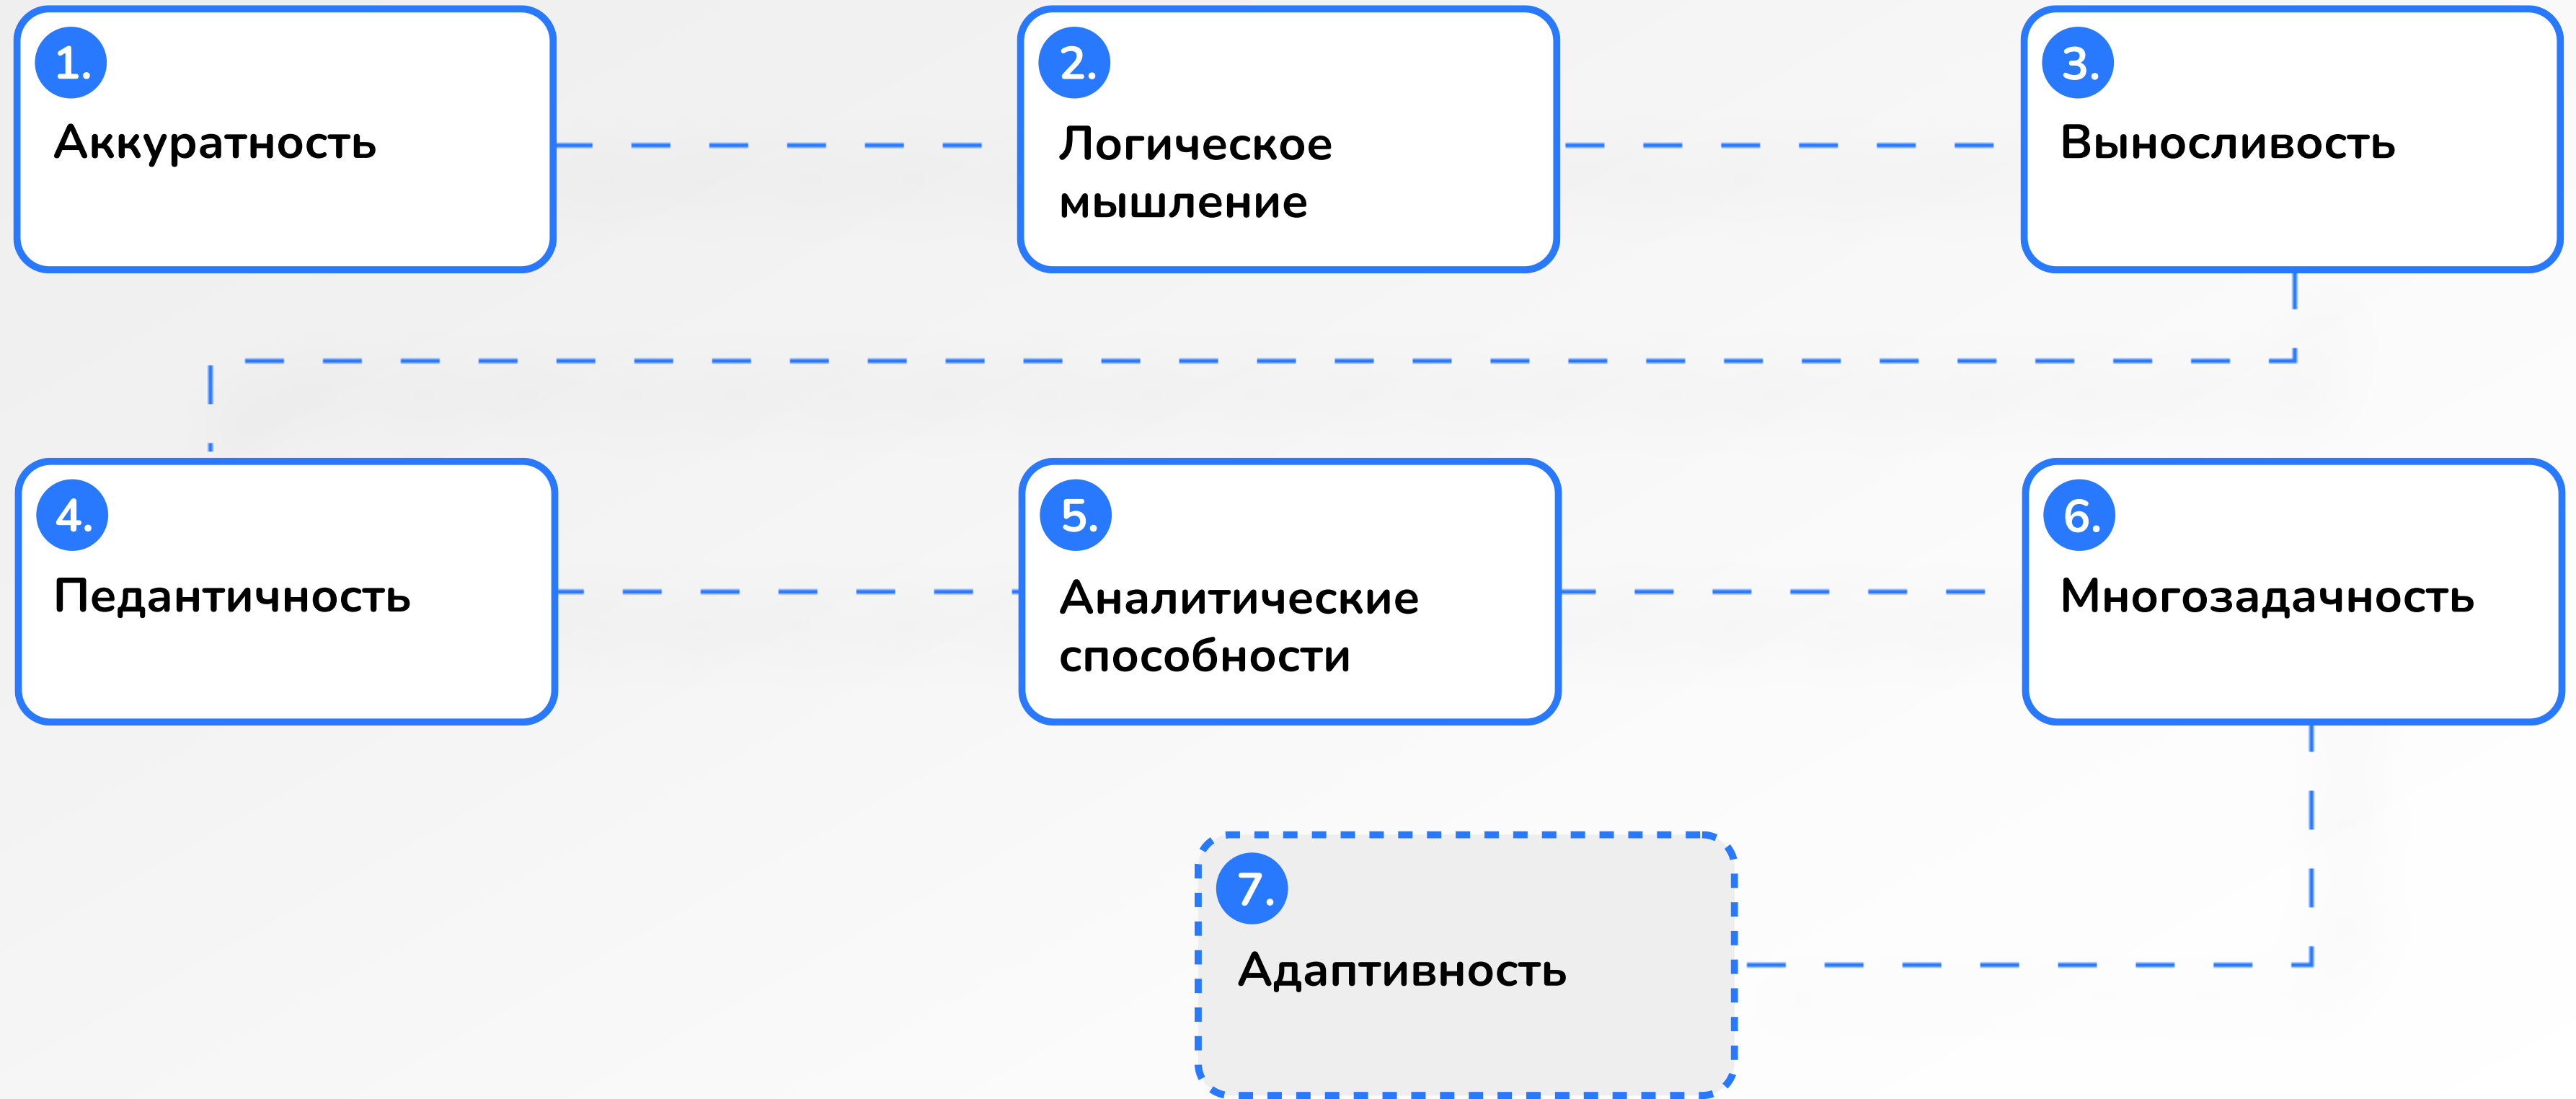 1.
Аккуратность
2.
Логическое
мышление
3.
Выносливость
4.
Педантичность
5.
Аналитические
способности
6.
Многозадачность
7.
Адаптивность